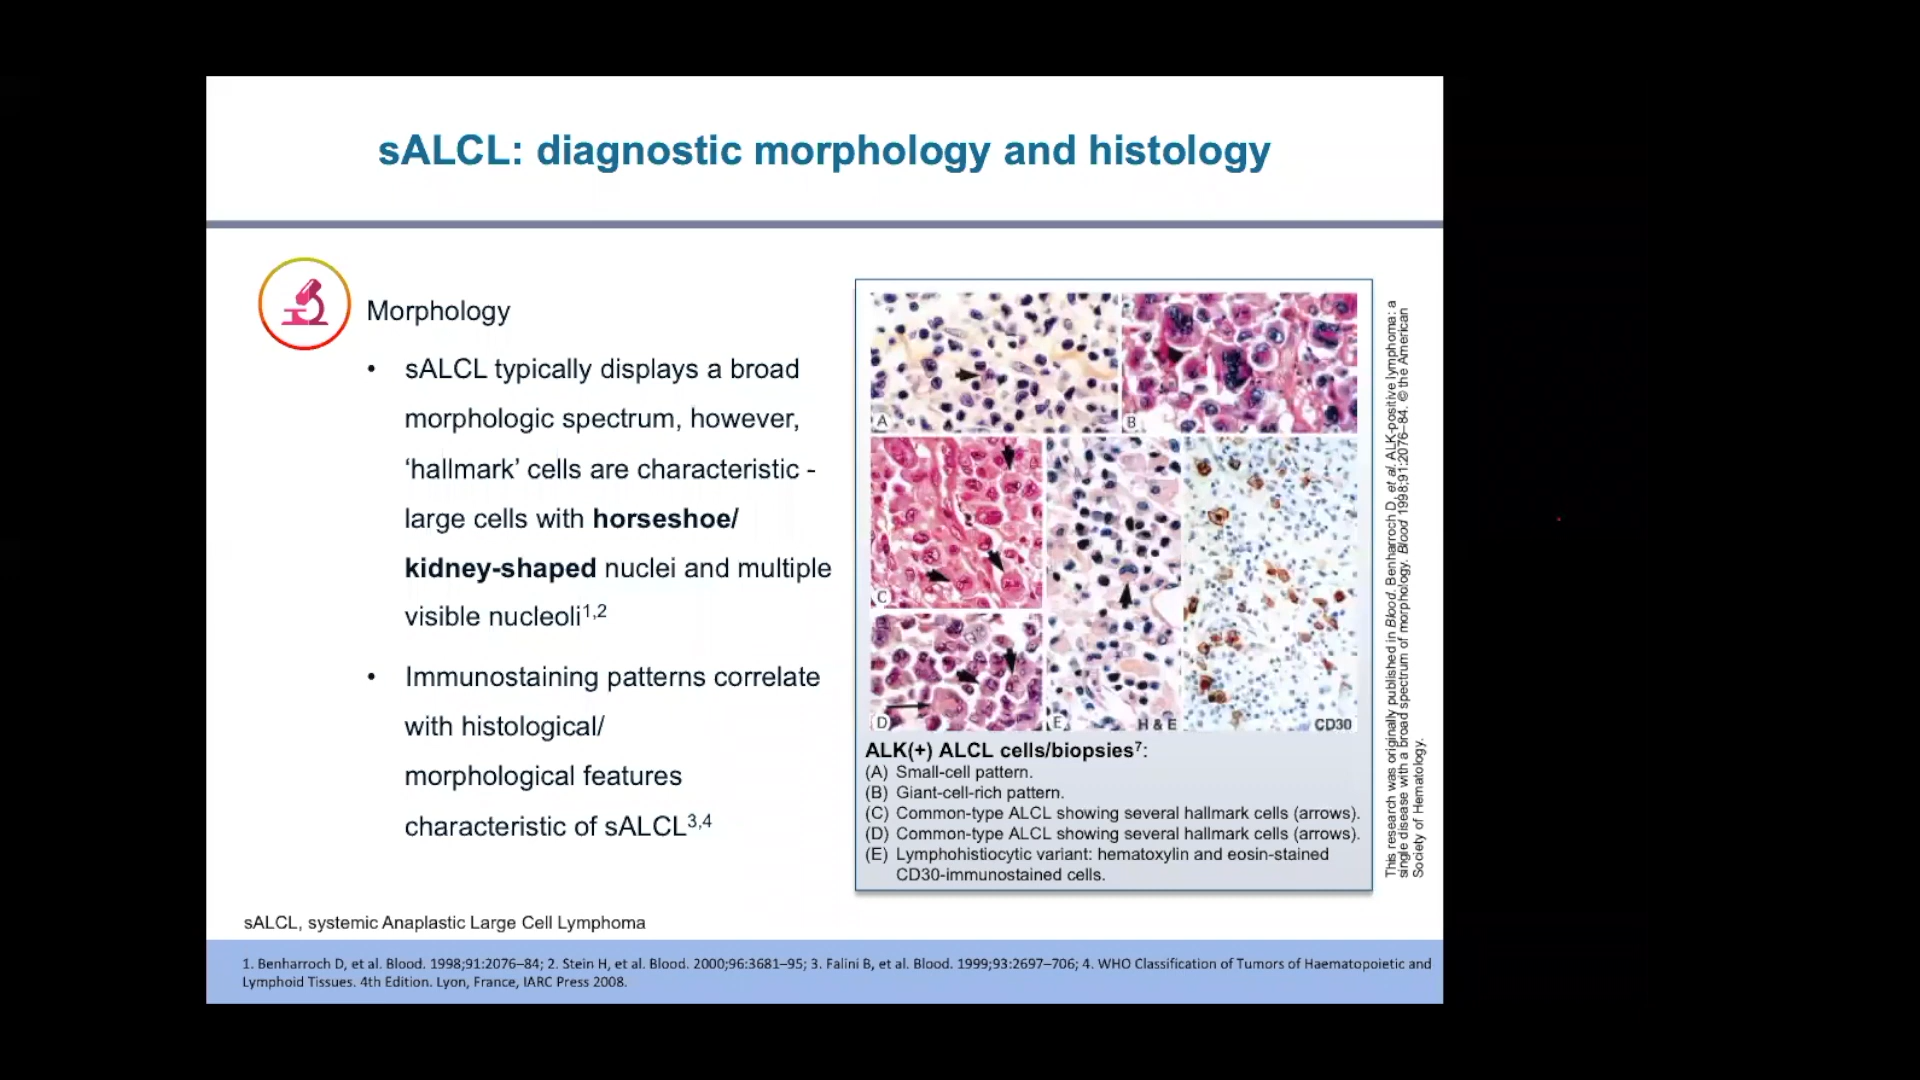 sALCL: diagnostic morphology and histology
Morphology
• sALCL typically displays a broad
morphologic spectrum, however,
‘hallmark’ cells are characteristic -
large cells with horseshoe/
kidney-shaped nuclei and multiple
visible nucleoli1,2
• Immunostaining patterns correlate
with histological/
morphological features
characteristic of sALCL3,4
A
B
C
D
E
H & E
CD30
ALK(+) ALCL cells/biopsies7:
(A) Small-cell pattern.
(B) Giant-cell-rich pattern.
(C) Common-type ALCL showing several hallmark cells (arrows).
(D) Common-type ALCL showing several hallmark cells (arrows).
(E) Lymphohistiocytic variant: hematoxylin and eosin-stained
CD30-immunostained cells.
This research was originally published in Blood. Benharroch D, et al. ALK-positive lymphoma: a
single disease with a broad spectrum of morphology. Blood 1998;91:2076–84. © the American
Society of Hematology.
sALCL, systemic Anaplastic Large Cell Lymphoma
1. Benharroch D, et al. Blood. 1998;91:2076–84; 2. Stein H, et al. Blood. 2000;96:3681–95; 3. Falini B, et al. Blood. 1999;93:2697–706; 4. WHO Classification of Tumors of Haematopoietic and
Lymphoid Tissues. 4th Edition. Lyon, France, IARC Press 2008.